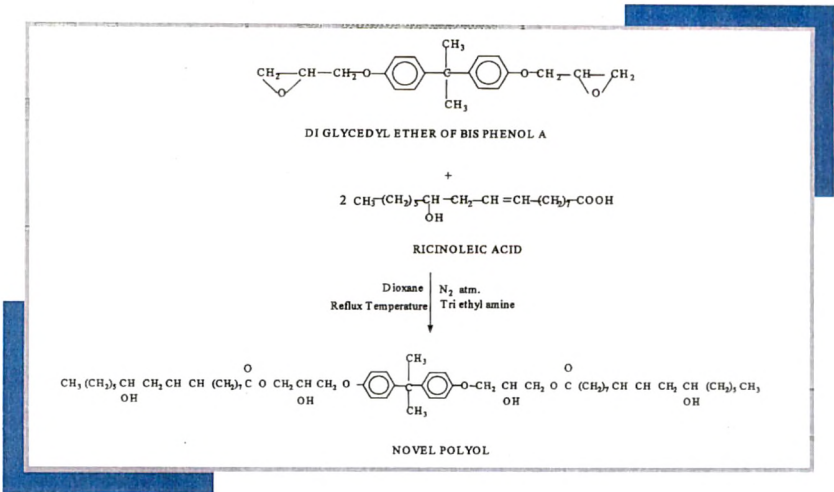 CH3
CH2 CH CH2 O C O CH2 CH CH2
O CH3 O
DI GLYCEDYL ETHER OF BIS PHENOL A
+
2 CH3 (CH2)5 CH CH2 CH =CH (CH2)7 COOH
OH
RICINOLEIC ACID
Dioxane N2 atm.
Reflux Temperature Tri ethyl amine
CH3
O O
CH3 (CH2)5 CH CH2 CH CH (CH2)7 C O CH2 CH CH2 O C O CH2 CH CH2 O C (CH2)7 CH CH CH2 CH (CH2)5 CH3
OH OH CH3 OH OH
NOVEL POLYOL